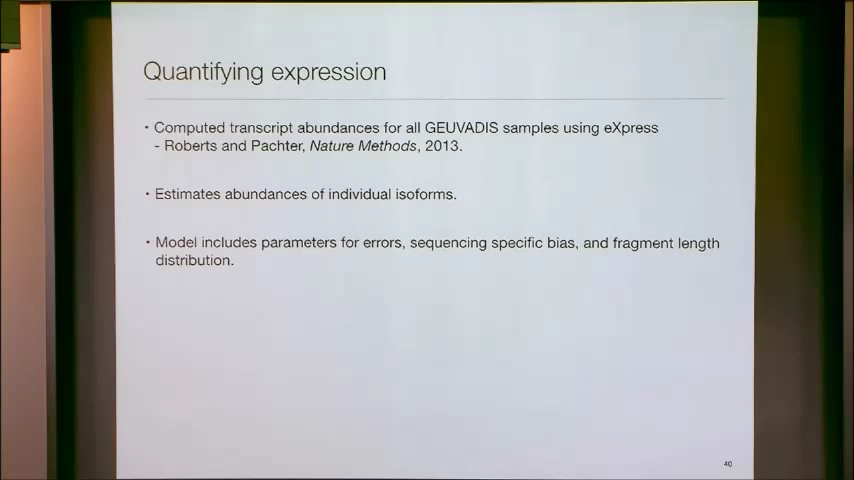 Quantifying expression
• Computed transcript abundances for all GEUVADIS samples using eXpress
- Roberts and Pachter, Nature Methods, 2013.
• Estimates abundances of individual isoforms.
• Model includes parameters for errors, sequencing specific bias, and fragment length
distribution.
40